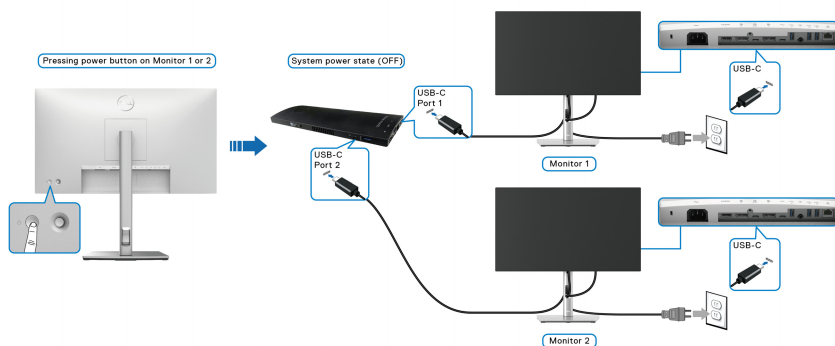 Pressing power button on Monitor 1 or 2
System power state (OFF)
USB-C
Port 1
USB-C
Port 2
Monitor 1
USB-C
Monitor 2
USB-C